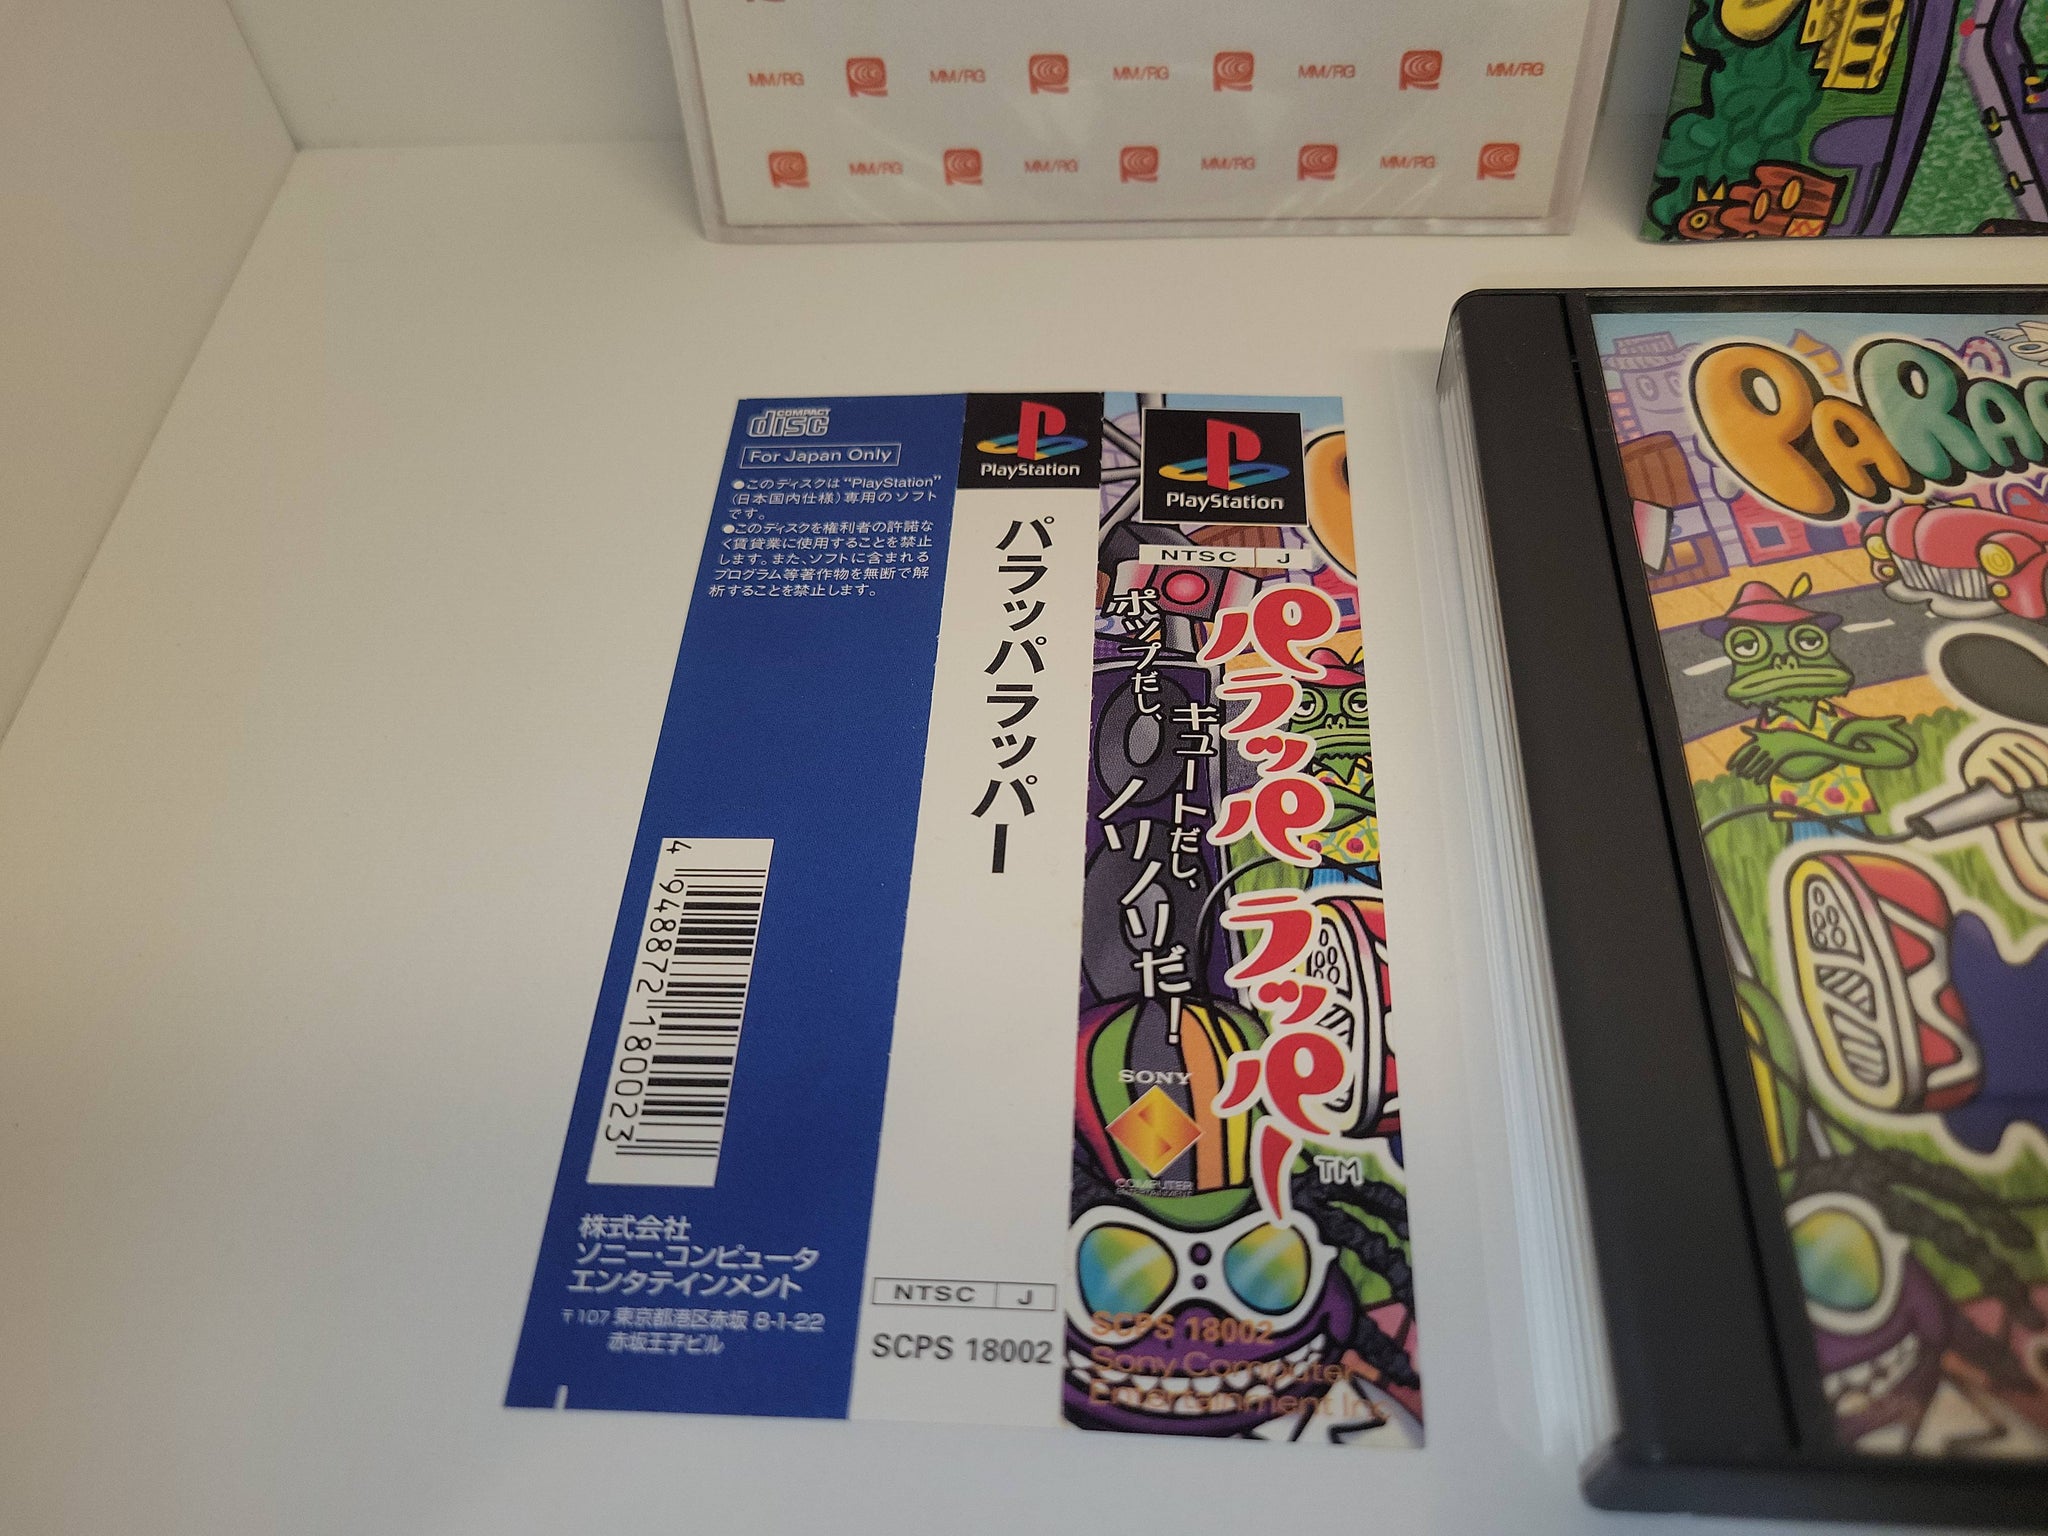 MM/RG MM/RG MM/RG MM/RG MM/RG
MM/RG MM/RG MM/RG MM/RG
COMPACT
disc
For Japan Only
●このディスクは“PlayStation”
(日本国内仕様)専用のソフト
です。
●このディスクを権利者の許諾な
く賃貸業に使用することを禁止
します。また、ソフトに含まれる
プログラム等著作物を無断で解
析することを禁止します。
4 948872 180023
株式会社
ソニー・コンピュータ
エンタテインメント
〒107 東京都港区赤坂 8-1-22
赤坂王子ビル
PlayStation
パラッパラッパー
NTSC J
SCPS 18002
PlayStation
NTSC J
パラッパ ラッパー™
ポップだし、
キュートだし、
ノリノリだ!
SONY
COMPUTER
ENTERTAINMENT
SCPS 18002
Sony Computer
Entertainment Inc.
PARA